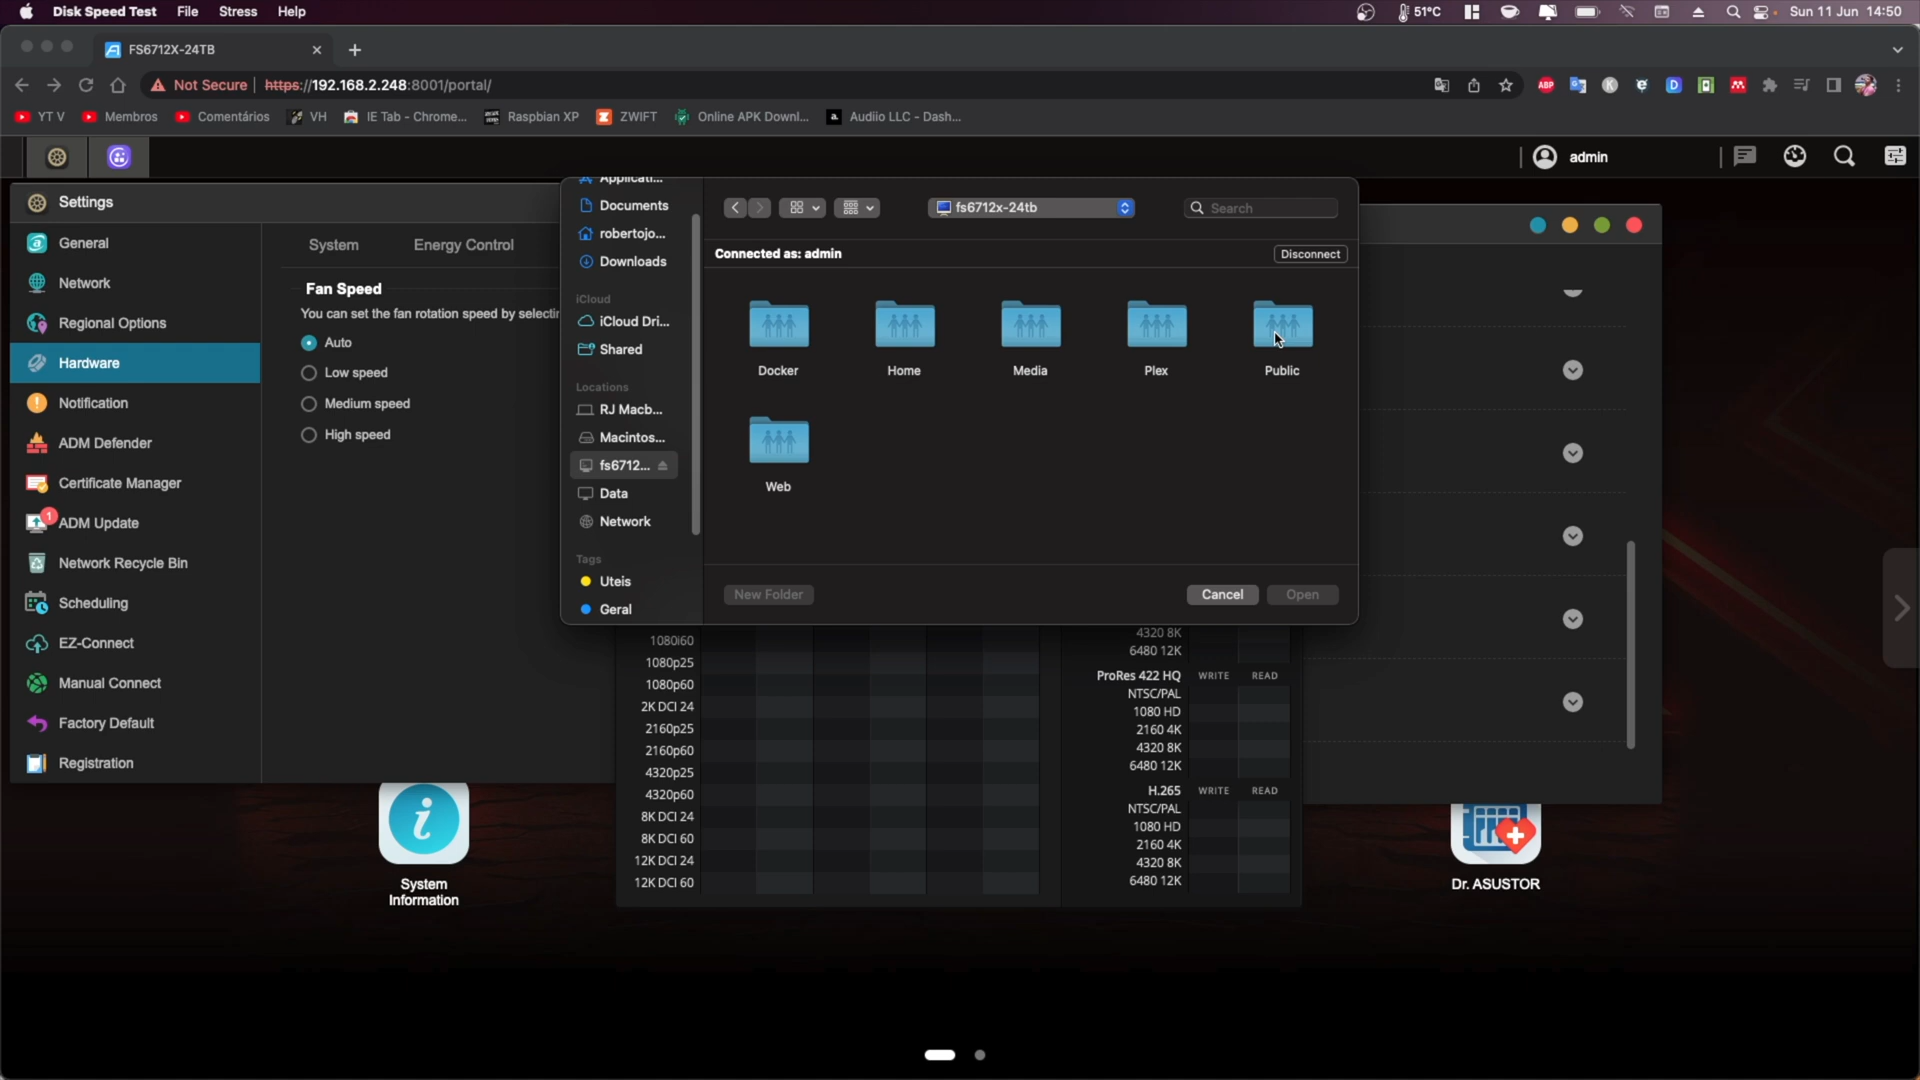 Disk Speed Test File Stress Help 51°C Sun 11 Jun 14:50
FS6712X-24TB
Not Secure https://192.168.2.248:8001/portal/
YT V Membros Comentários VH IE Tab - Chrome... Raspbian XP ZWIFT Online APK Downl... Audiio LLC - Dash...
admin
Settings
General
Network
Regional Options
Hardware
Notification
ADM Defender
Certificate Manager
1
ADM Update
Network Recycle Bin
Scheduling
EZ-Connect
Manual Connect
Factory Default
Registration
System Energy Control
Fan Speed
You can set the fan rotation speed by selectin
Auto
Low speed
Medium speed
High speed
Applicati...
Documents
robertojo...
Downloads
iCloud
iCloud Dri...
Shared
Locations
RJ Macb...
Macintos...
fs6712...
Data
Network
Tags
Uteis
Geral
fs6712x-24tb
Search
Connected as: admin
Disconnect
Docker Home Media Plex Public
Web
New Folder Cancel Open
1080i60
1080p25
1080p60
2K DCI 24
2160p25
2160p60
4320p25
4320p60
8K DCI 24
8K DCI 60
12K DCI 24
12K DCI 60
4320 8K
6480 12K
ProRes 422 HQ WRITE READ
NTSC/PAL
1080 HD
2160 4K
4320 8K
6480 12K
H.265 WRITE READ
NTSC/PAL
1080 HD
2160 4K
4320 8K
6480 12K
System
Information
Dr. ASUSTOR